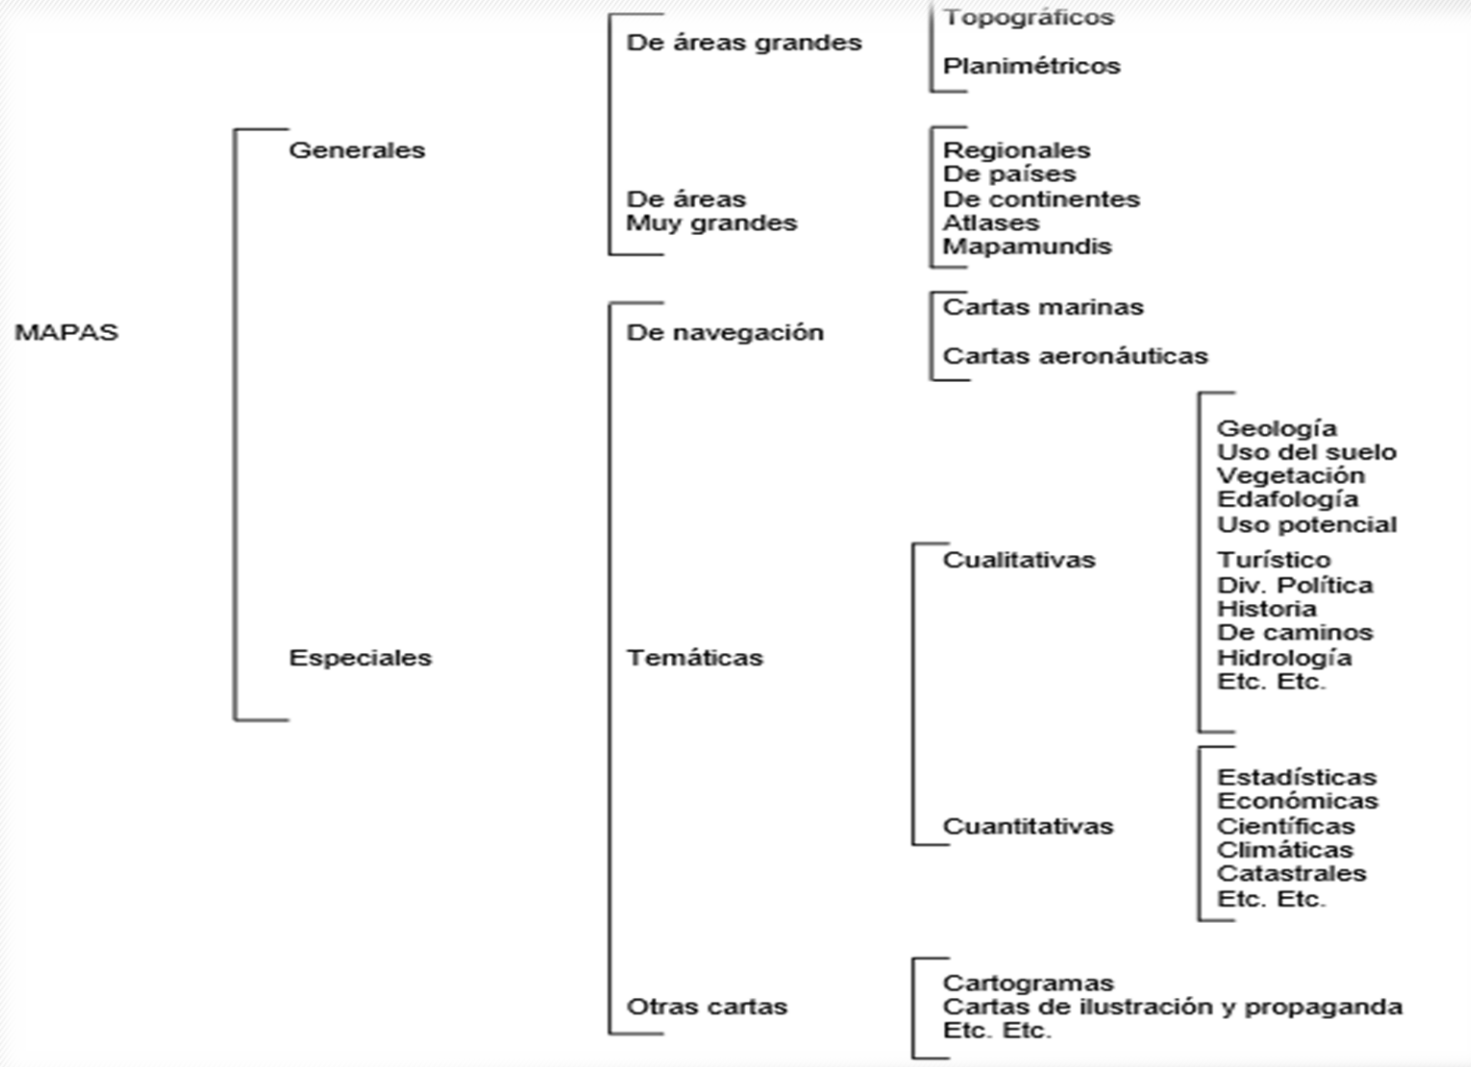 MAPAS
Generales
De áreas grandes
Topográficos
Planimétricos
De áreas
Muy grandes
Regionales
De países
De continentes
Atlases
Mapamundis
Especiales
De navegación
Cartas marinas
Cartas aeronáuticas
Temáticas
Cualitativas
Geología
Uso del suelo
Vegetación
Edafología
Uso potencial
Turístico
Div. Política
Historia
De caminos
Hidrología
Etc. Etc.
Cuantitativas
Estadísticas
Económicas
Científicas
Climáticas
Catastrales
Etc. Etc.
Otras cartas
Cartogramas
Cartas de ilustración y propaganda
Etc. Etc.